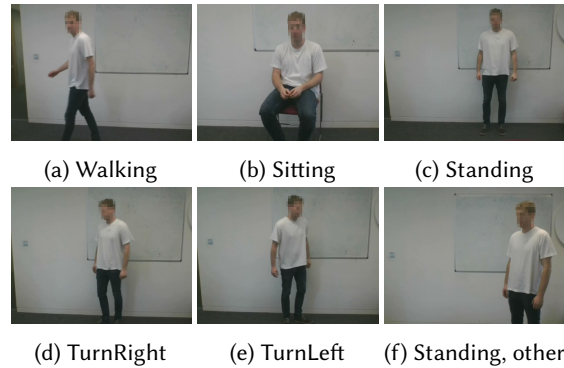 (a) Walking
(b) Sitting
(c) Standing
(d) TurnRight
(e) TurnLeft
(f) Standing, other